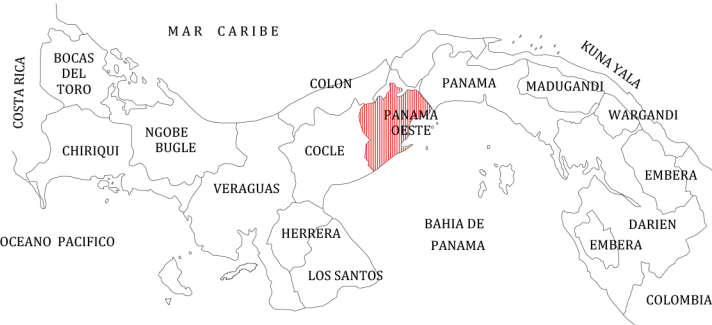 MAR CARIBE
KUNA YALA
COSTA RICA
BOCAS
DEL
TORO
COLON
PANAMA
MADUGANDI
WARGANDI
PANAMA
OESTE
NGOBE
BUGLE
CHIRIQUI
COCLE
EMBERA
VERAGUAS
HERRERA
BAHIA DE
PANAMA
DARIEN
EMBERA
OCEANO PACIFICO
LOS SANTOS
COLOMBIA